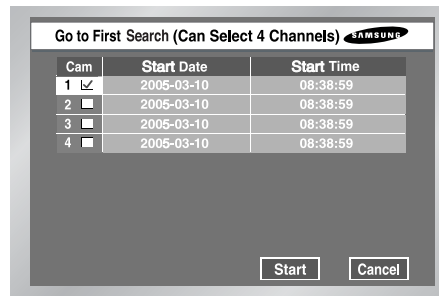 Go to First Search (Can Select 4 Channels) SAMSUNG
Cam Start Date Start Time
1 2005-03-10 08:38:59
2 2005-03-10 08:38:59
3 2005-03-10 08:38:59
4 2005-03-10 08:38:59
Start Cancel